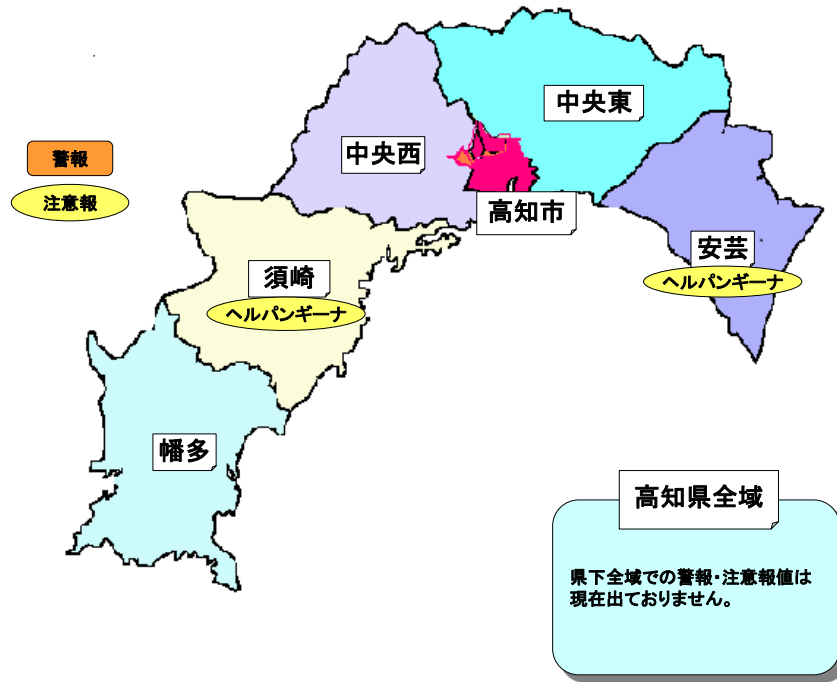 中央東
警報
中央西
注意報
高知市
安芸
須崎
ヘルパンギーナ
ヘルパンギーナ
幡多
高知県全域
県下全域での警報・注意報値は
現在出ておりません。